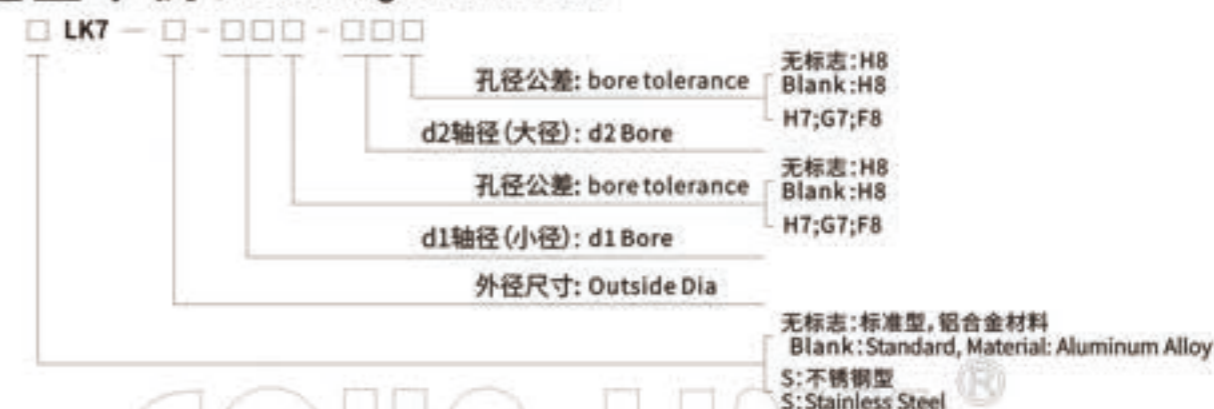 □ LK7 — □ - □□□ - □□□
孔径公差: bore tolerance
无标志:H8
Blank:H8
H7;G7;F8
d2轴径(大径): d2 Bore
孔径公差: bore tolerance
无标志:H8
Blank:H8
H7;G7;F8
d1轴径(小径): d1 Bore
外径尺寸: Outside Dia
无标志:标准型,铝合金材料
Blank:Standard, Material: Aluminum Alloy
S:不锈钢型
S:Stainless Steel
®